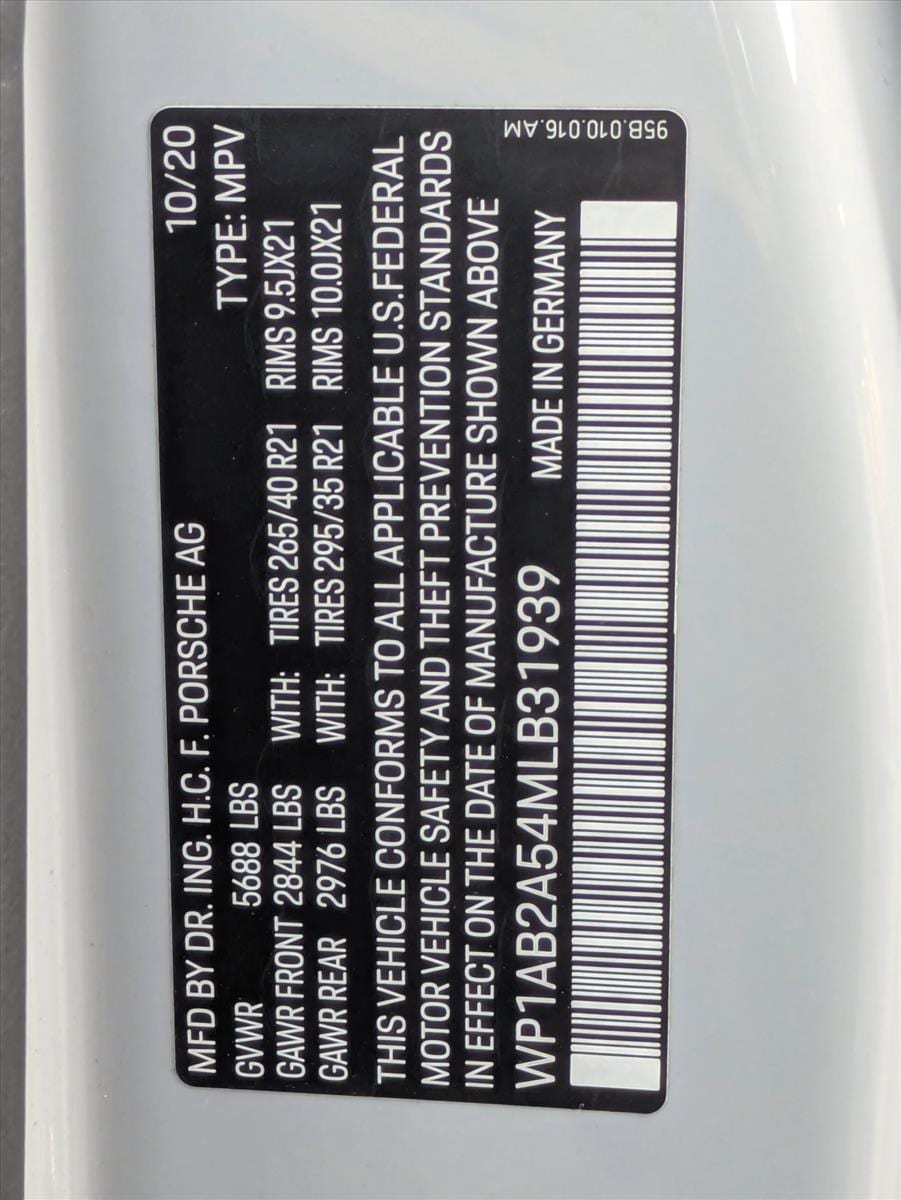 MFD BY DR. ING. H.C. F. PORSCHE AG 10/20
GVWR 5688 LBS TYPE: MPV
GAWR FRONT 2844 LBS WITH: TIRES 265/40 R21 RIMS 9.5JX21
GAWR REAR 2976 LBS WITH: TIRES 295/35 R21 RIMS 10.0JX21
THIS VEHICLE CONFORMS TO ALL APPLICABLE U.S.FEDERAL
MOTOR VEHICLE SAFETY AND THEFT PREVENTION STANDARDS
IN EFFECT ON THE DATE OF MANUFACTURE SHOWN ABOVE
WP1AB2A54MLB31939 MADE IN GERMANY
95B.010.016.AM